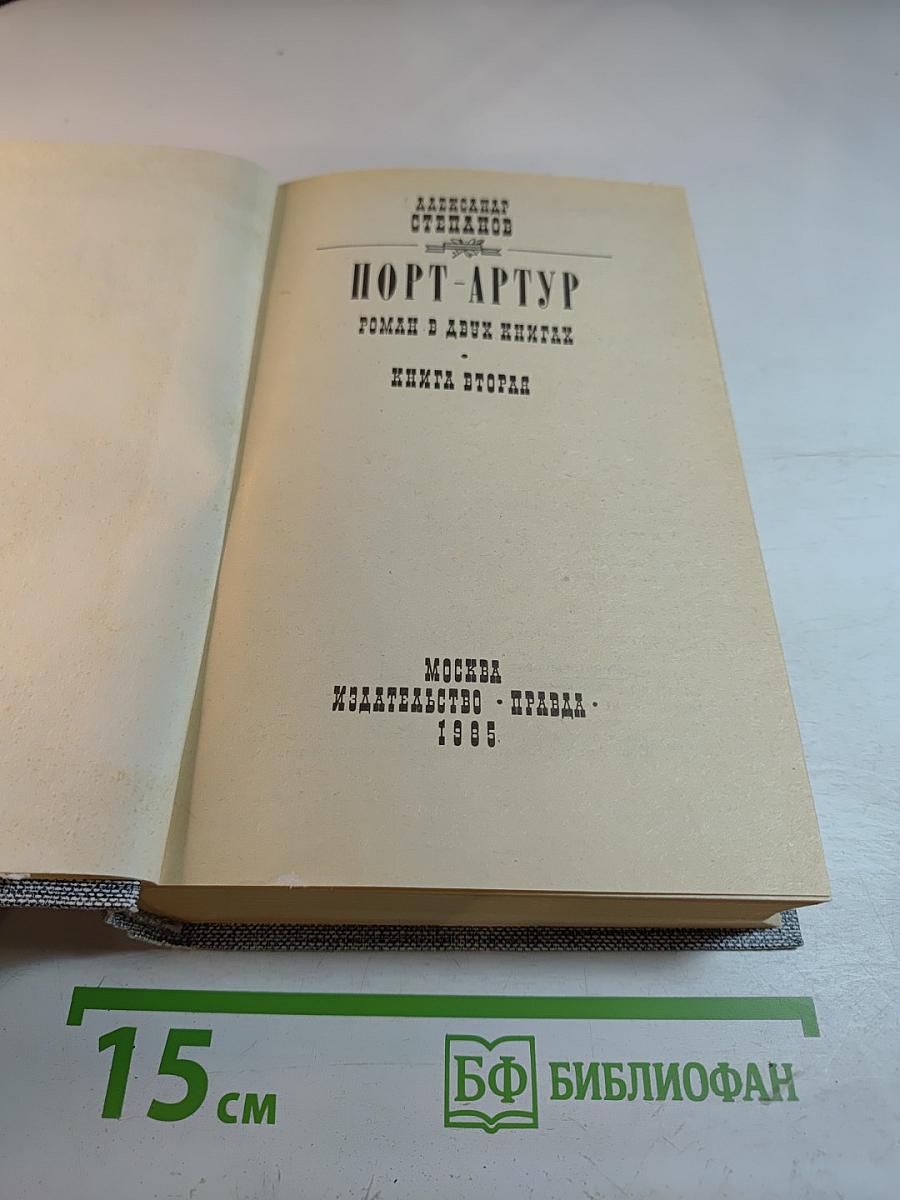 АЛЕКСАНДР
СТЕПАНОВ
ПОРТ-АРТУР
РОМАН В ДВУХ КНИГАХ
КНИГА ВТОРАЯ
МОСКВА
ИЗДАТЕЛЬСТВО «ПРАВДА»
1985
15 см
БФ БИБЛИОФАН